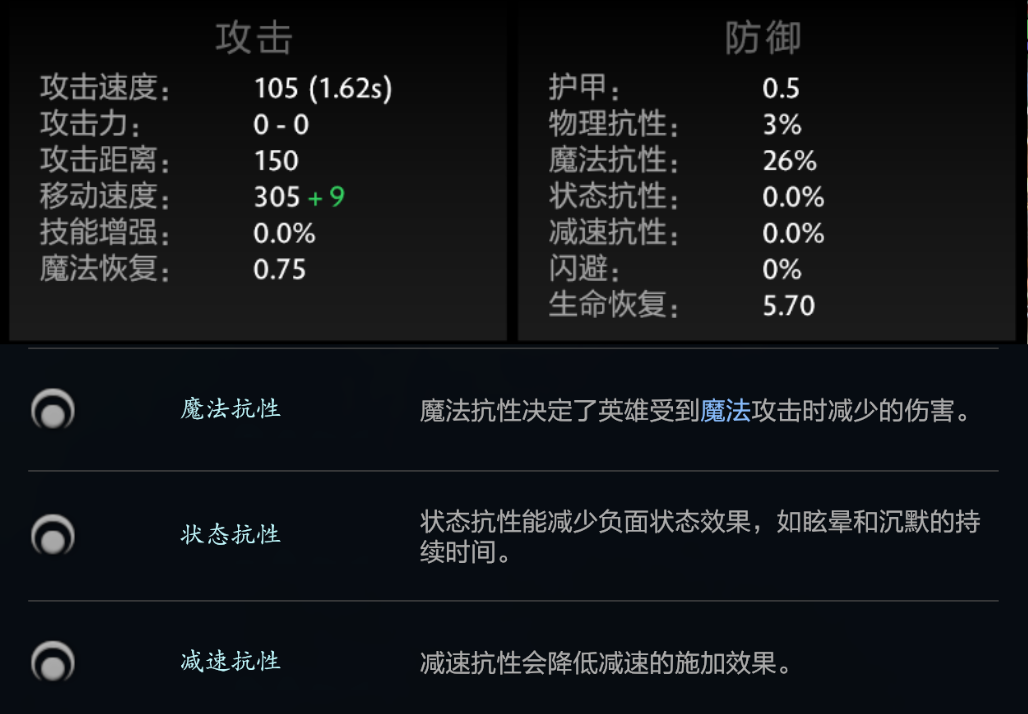 攻击
攻击速度： 105 (1.62s)
攻击力： 0 - 0
攻击距离： 150
移动速度： 305 + 9
技能增强： 0.0%
魔法恢复： 0.75
防御
护甲： 0.5
物理抗性： 3%
魔法抗性： 26%
状态抗性： 0.0%
减速抗性： 0.0%
闪避： 0%
生命恢复： 5.70
魔法抗性 魔法抗性决定了英雄受到魔法攻击时减少的伤害。
状态抗性 状态抗性能减少负面状态效果，如眩晕和沉默的持
续时间。
减速抗性 减速抗性会降低减速的施加效果。